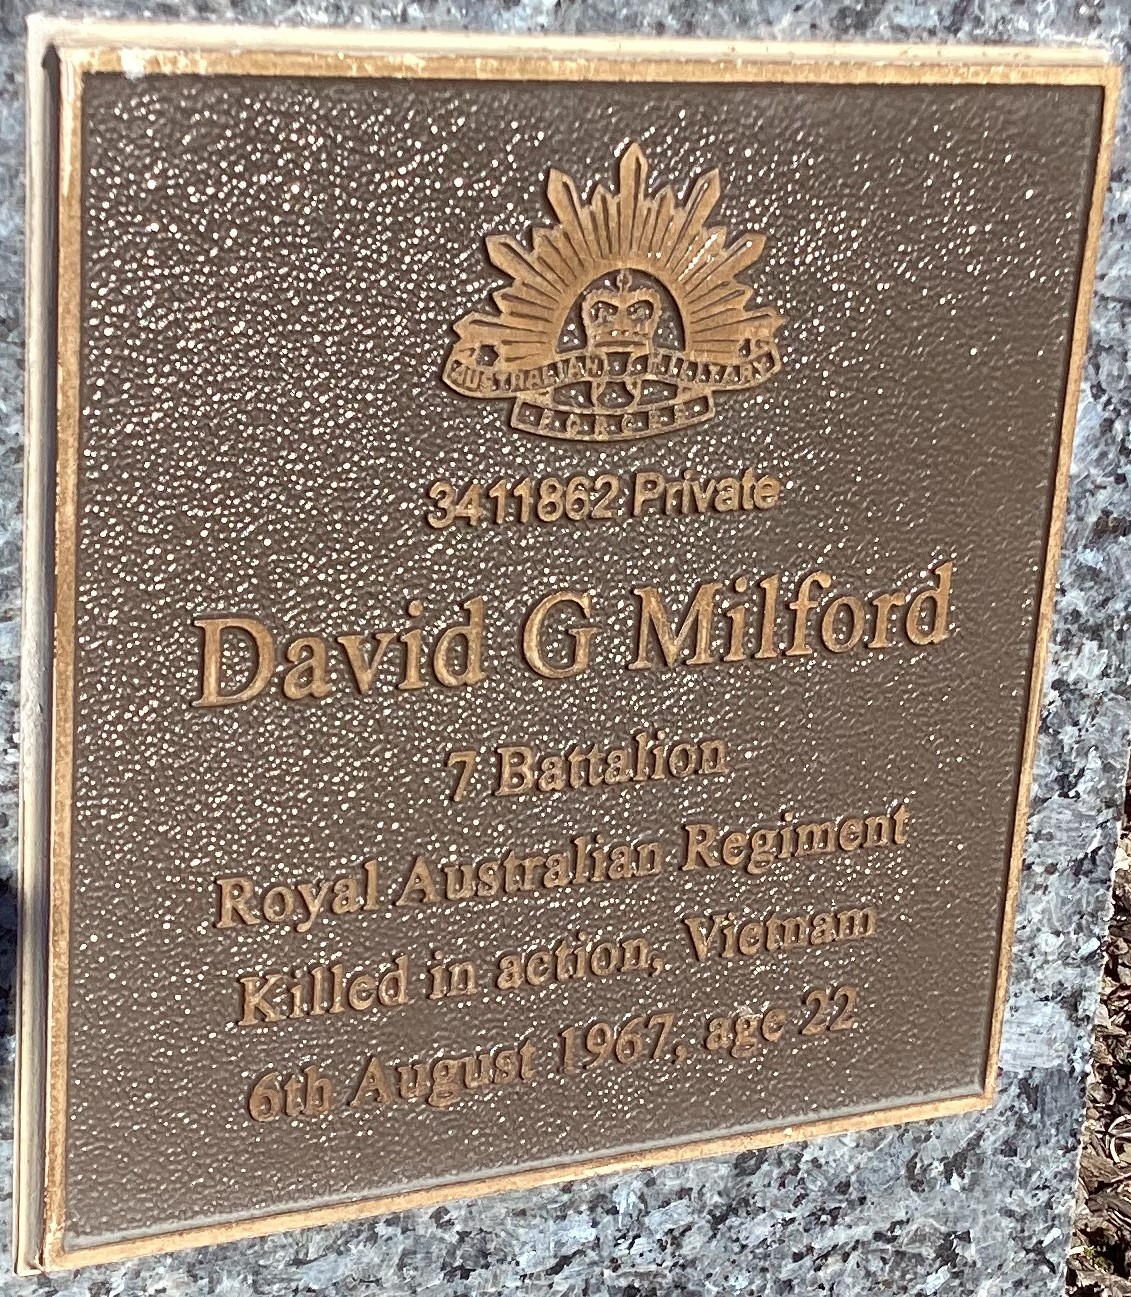 AUSTRALIAN MILITARY
FORCES
3411862 Private
David G Milford
7 Battalion
Royal Australian Regiment
Killed in action, Vietnam
6th August 1967, age 22